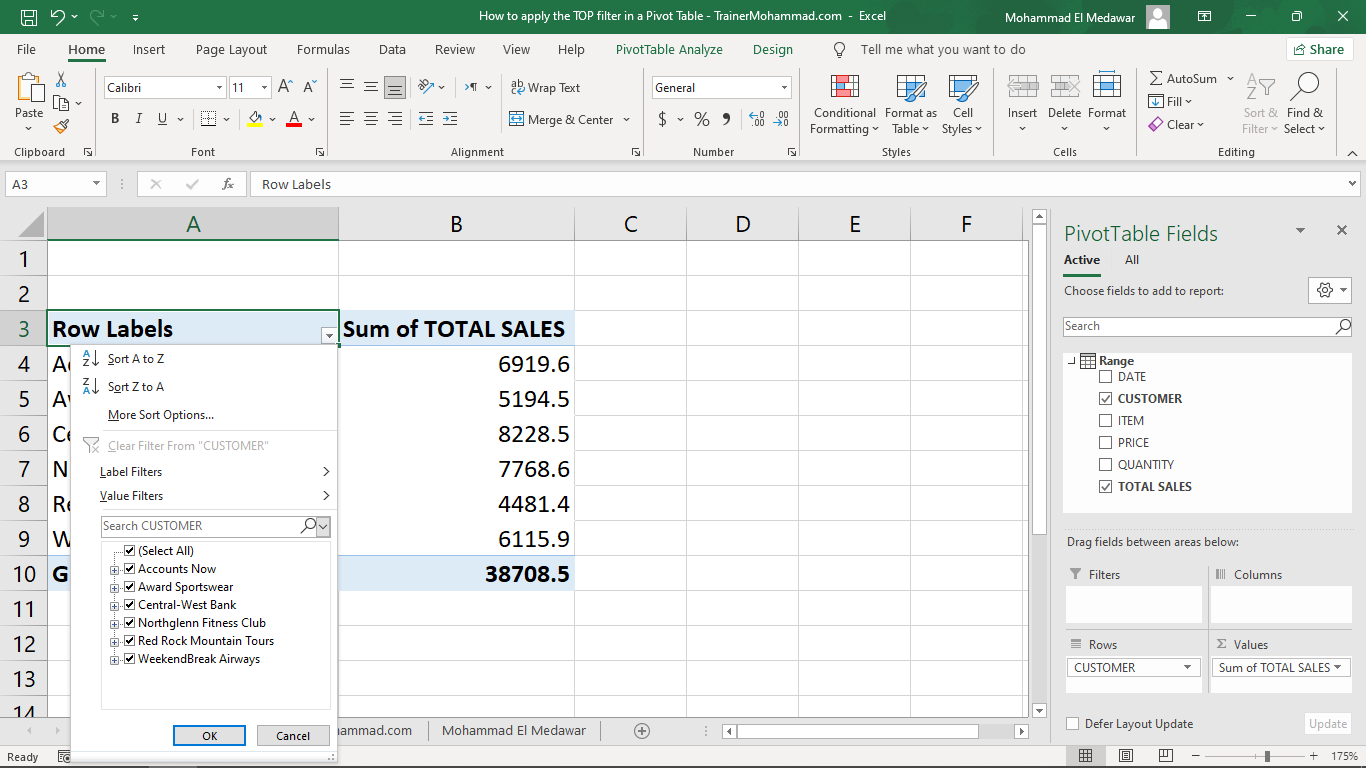 How to apply the TOP filter in a Pivot Table - TrainerMohammad.com - Excel
Mohammad El Medawar
File Home Insert Page Layout Formulas Data Review View Help PivotTable Analyze Design Tell me what you want to do Share
Paste
Clipboard
Calibri 11
B I U A
Font
ab Wrap Text
Merge & Center
Alignment
General
$ % 9
Number
Conditional Formatting
Format as Table
Cell Styles
Styles
Insert Delete Format
Cells
AutoSum
Fill
Clear
Sort & Filter
Find & Select
Editing
A3 fx Row Labels
A B C D E F
1
2
3 Row Labels Sum of TOTAL SALES
4 6919.6
5 5194.5
6 8228.5
7 7768.6
8 4481.4
9 6115.9
10 38708.5
11
12
13
14
Sort A to Z
Sort Z to A
More Sort Options...
Clear Filter From "CUSTOMER"
Label Filters
Value Filters
Search CUSTOMER
(Select All)
Accounts Now
Award Sportswear
Central-West Bank
Northglenn Fitness Club
Red Rock Mountain Tours
WeekendBreak Airways
OK Cancel
PivotTable Fields
Active All
Choose fields to add to report:
Search
Range
DATE
CUSTOMER
ITEM
PRICE
QUANTITY
TOTAL SALES
Drag fields between areas below:
Filters Columns
Rows Σ Values
CUSTOMER Sum of TOTAL SALES
Defer Layout Update Update
ammad.com Mohammad El Medawar
Ready 175%